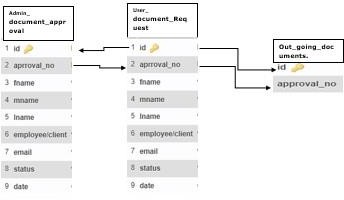 Admin_
document_appr
oval
1 id
2 aprroval_no
3 fname
4 mname
5 lname
6 employee/client
7 email
8 status
9 date
User_
document_Req
uest
1 id
2 aprroval_no
3 fname
4 mname
5 lname
6 employee/client
7 email
8 status
9 date
Out_going_doc
uments.
id
approval_no